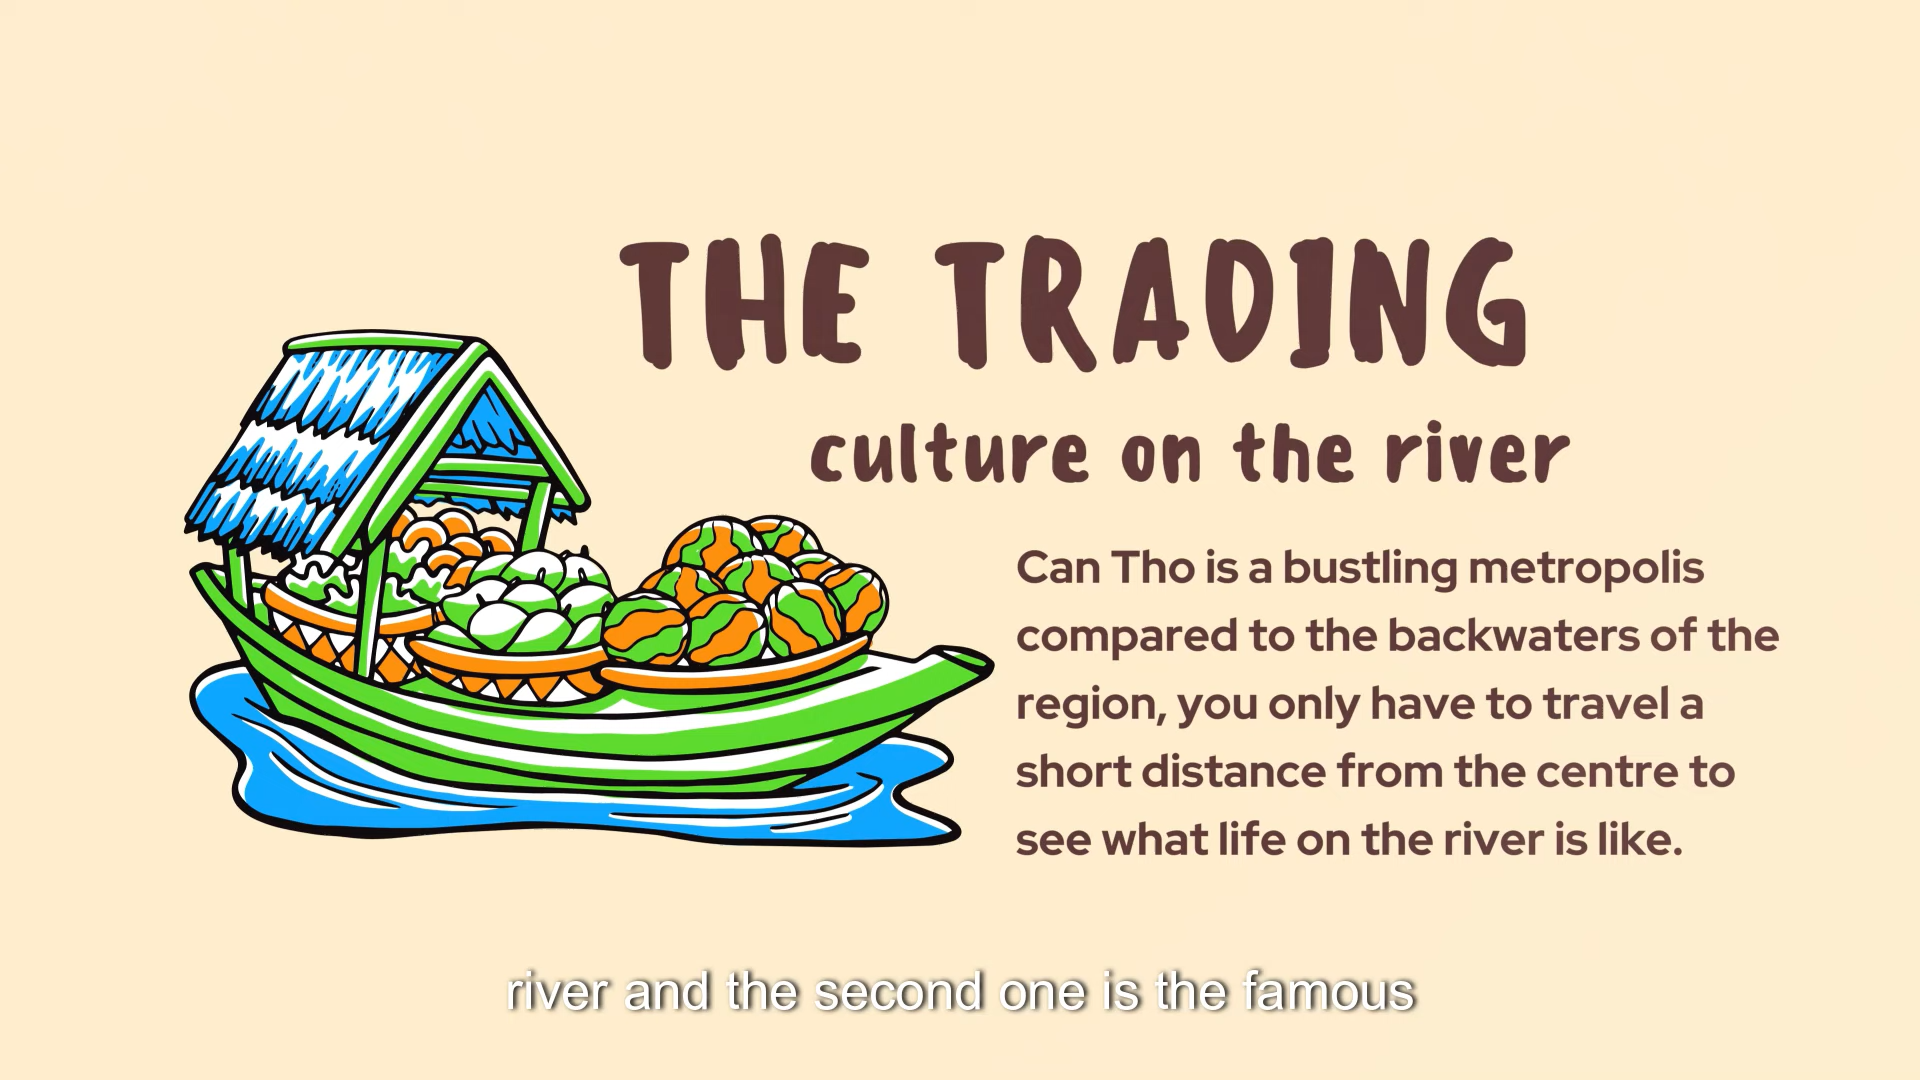 THE TRADING
culture on the river
Can Tho is a bustling metropolis
compared to the backwaters of the
region, you only have to travel a
short distance from the centre to
see what life on the river is like.
river and the second one is the famous